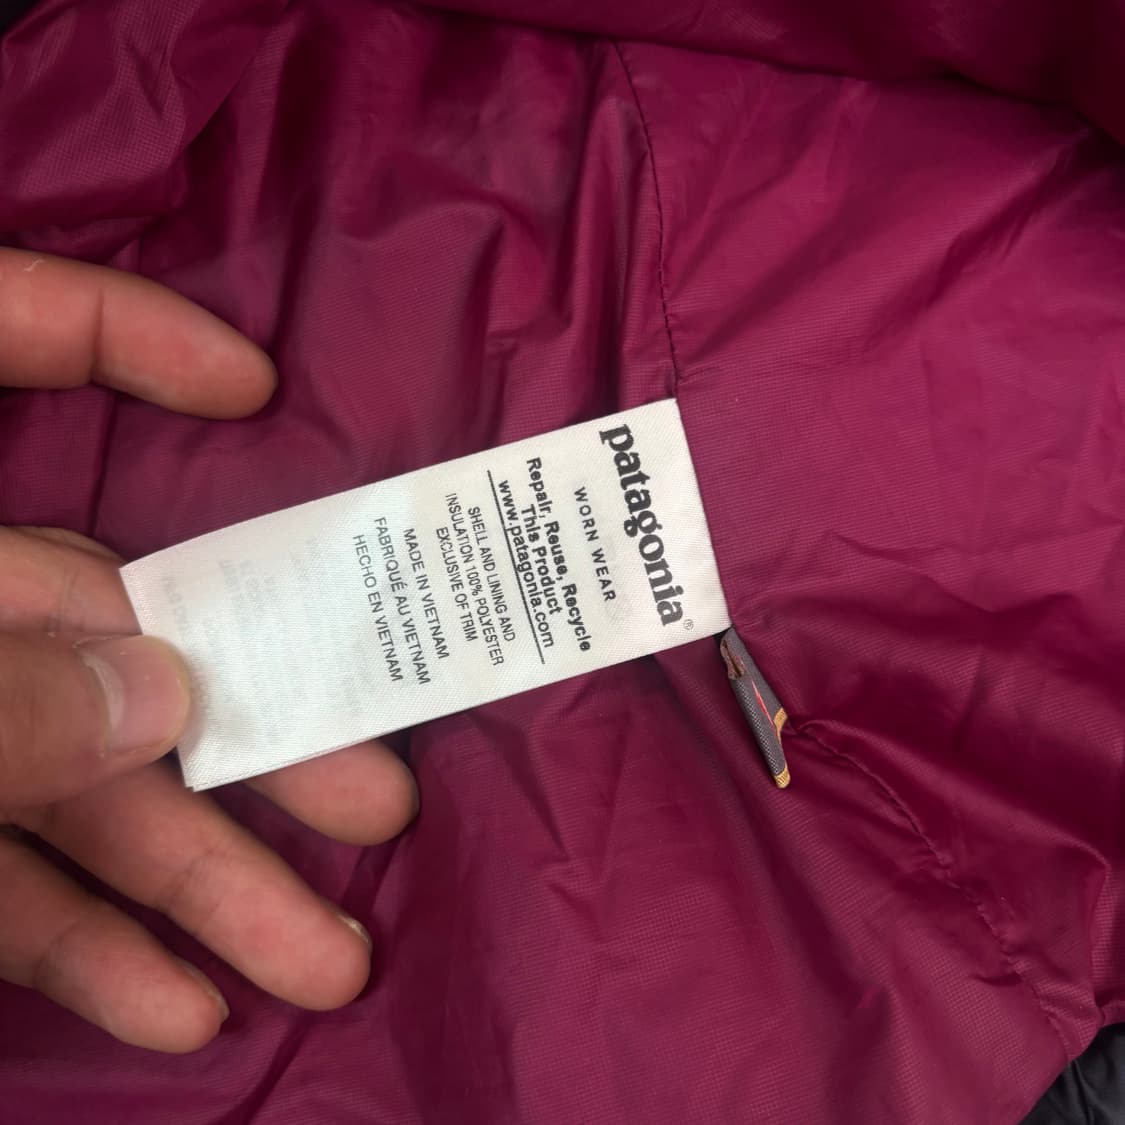 patagonia®
WORN WEAR
Repair, Reuse, Recycle
This Product
www.patagonia.com
SHELL AND LINING AND
INSULATION 100% POLYESTER
EXCLUSIVE OF TRIM
MADE IN VIETNAM
FABRIQUÉ AU VIETNAM
HECHO EN VIETNAM